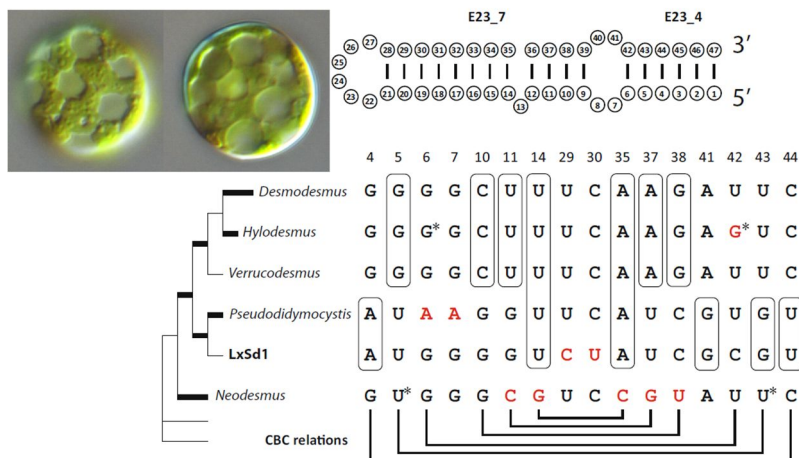 E23_7 E23_4
40 41
26 27 28 29 30 31 32 33 34 35 36 37 38 39 42 43 44 45 46 47 3′
25
24
23 22 21 20 19 18 17 16 15 14 13 12 11 10 9 8 7 6 5 4 3 2 1 5′
4 5 6 7 10 11 14 29 30 35 37 38 41 42 43 44
Desmodesmus G G G G C U U U C A A G A U U C
Hylodesmus G G G* G C U U U C A A G A G* U C
Verrucodesmus G G G G C U U U C A A G A U U C
Pseudodidymocystis A U A A G G U U C A U C G U G U
LxSd1 A U G G G G U C U A U C G C G U
Neodesmus G U* G G G C G U C C G U A U U* C
CBC relations